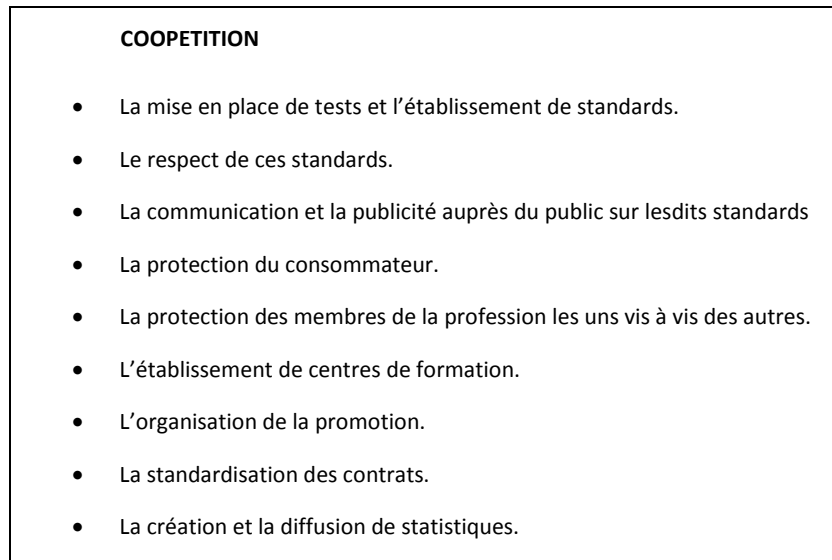 COOPETITION
• La mise en place de tests et l’établissement de standards.
• Le respect de ces standards.
• La communication et la publicité auprès du public sur lesdits standards
• La protection du consommateur.
• La protection des membres de la profession les uns vis à vis des autres.
• L’établissement de centres de formation.
• L’organisation de la promotion.
• La standardisation des contrats.
• La création et la diffusion de statistiques.